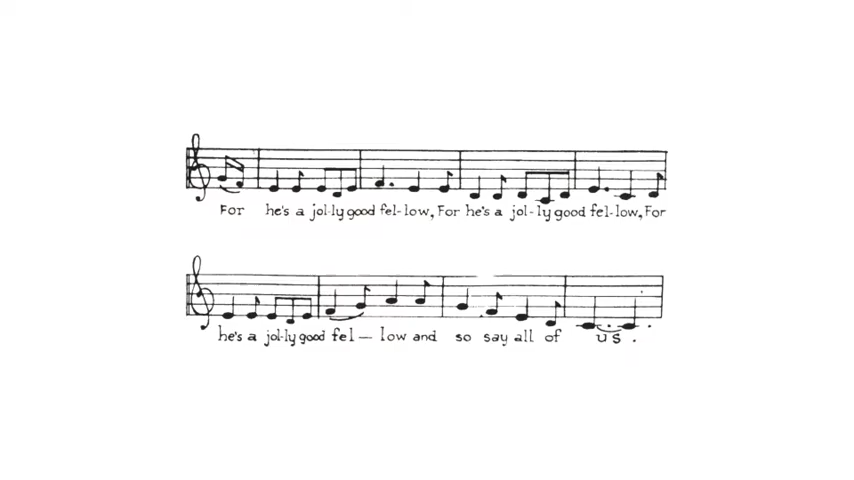 For he's a jol-ly good fel-low, For he's a jol-ly good fel-low, For
he's a jol-ly good fel — low and so say all of us.